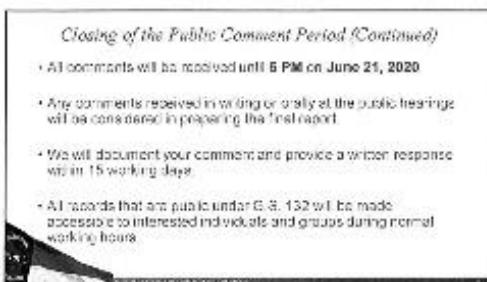 Closing of the Public Comment Period (Continued)
• All comments will be received until 5 PM on June 21, 2020
• Any comments received in writing or orally at the public hearings
will be considered in preparing the final report
• We will document your comment and provide a written response
within 15 working days.
• All records that are public under G.S. 132 will be made
accessible to interested individuals and groups during normal
working hours